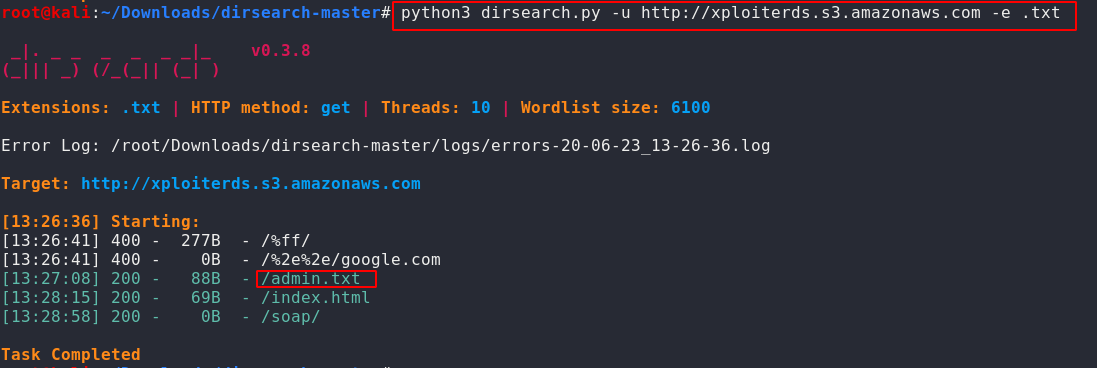 root@kali:~/Downloads/dirsearch-master# python3 dirsearch.py -u http://xploiterds.s3.amazonaws.com -e .txt
 _|. _ _  _  _  _ _|_    v0.3.8
(_||| _) (/_(_|| (_| )
Extensions: .txt | HTTP method: get | Threads: 10 | Wordlist size: 6100
Error Log: /root/Downloads/dirsearch-master/logs/errors-20-06-23_13-26-36.log
Target: http://xploiterds.s3.amazonaws.com
[13:26:36] Starting:
[13:26:41] 400 -  277B  - /%ff/
[13:26:41] 400 -    0B  - /%2e%2e/google.com
[13:27:08] 200 -   88B  - /admin.txt
[13:28:15] 200 -   69B  - /index.html
[13:28:58] 200 -    0B  - /soap/
Task Completed